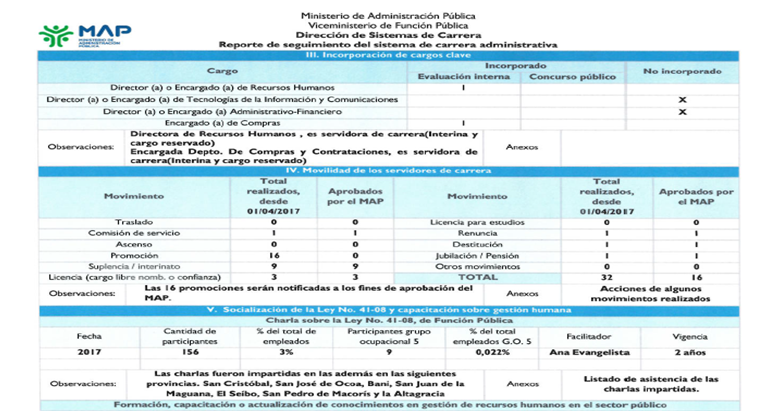 MAP
MINISTERIO DE ADMINISTRACIÓN PÚBLICA
Ministerio de Administración Pública
Viceministerio de Función Pública
Dirección de Sistemas de Carrera
Reporte de seguimiento del sistema de carrera administrativa
III. Incorporación de cargos clave
Cargo Incorporado No incorporado
Evaluación interna Concurso público
Director (a) o Encargado (a) de Recursos Humanos I
Director (a) o Encargado (a) de Tecnologías de la Información y Comunicaciones X
Director (a) o Encargado (a) Administrativo-Financiero X
Encargado (a) de Compras I
Observaciones: Directora de Recursos Humanos , es servidora de carrera(Interina y cargo reservado)
Encargada Depto. De Compras y Contrataciones, es servidora de carrera(Interina y cargo reservado) Anexos
IV. Movilidad de los servidores de carrera
Movimiento Total realizados, desde 01/04/2017 Aprobados por el MAP Movimiento Total realizados, desde 01/04/2017 Aprobados por el MAP
Traslado 0 0 Licencia para estudios 0 0
Comisión de servicio 1 1 Renuncia 1 1
Ascenso 0 0 Destitución 1 1
Promoción 16 0 Jubilación / Pensión 1 1
Suplencia / interinato 9 9 Otros movimientos 0 0
Licencia (cargo libre nomb. o confianza) 3 3 TOTAL 32 16
Observaciones: Las 16 promociones serán notificadas a los fines de aprobación del MAP. Anexos Acciones de algunos movimientos realizados
V. Socialización de la Ley No. 41-08 y capacitación sobre gestión humana
Charla sobre la Ley No. 41-08, de Función Pública
Fecha Cantidad de participantes % del total de empleados Participantes grupo ocupacional 5 % del total empleados G.O. 5 Facilitador Vigencia
2017 156 3% 9 0,022% Ana Evangelista 2 años
Observaciones: Las charlas fueron impartidas en las además en las siguientes provincias. San Cristóbal, San José de Ocoa, Bani, San Juan de la Maguana, El Seibo, San Pedro de Macorís y la Altagracia Anexos Listado de asistencia de las charlas impartidas.
Formación, capacitación o actualización de conocimientos en gestión de recursos humanos en el sector público